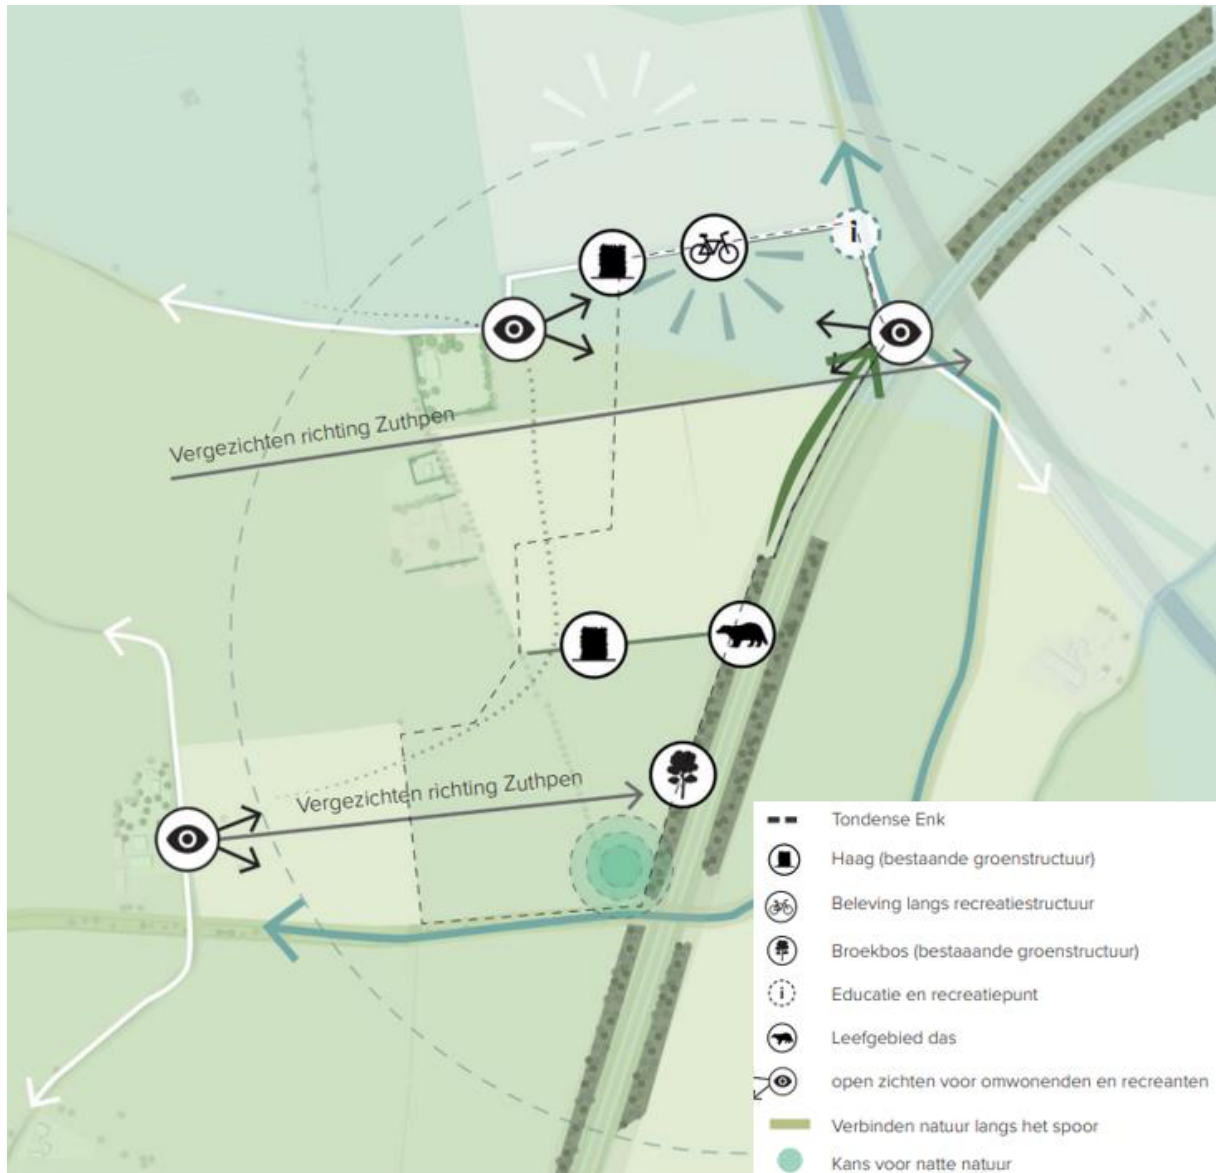 i
Vergezichten richting Zuthpen
Vergezichten richting Zuthpen
Tondense Enk
Haag (bestaande groenstructuur)
Beleving langs recreatiestructuur
Broekbos (bestaaande groenstructuur)
i
Educatie en recreatiepunt
Leefgebied das
open zichten voor omwonenden en recreanten
Verbinden natuur langs het spoor
Kans voor natte natuur